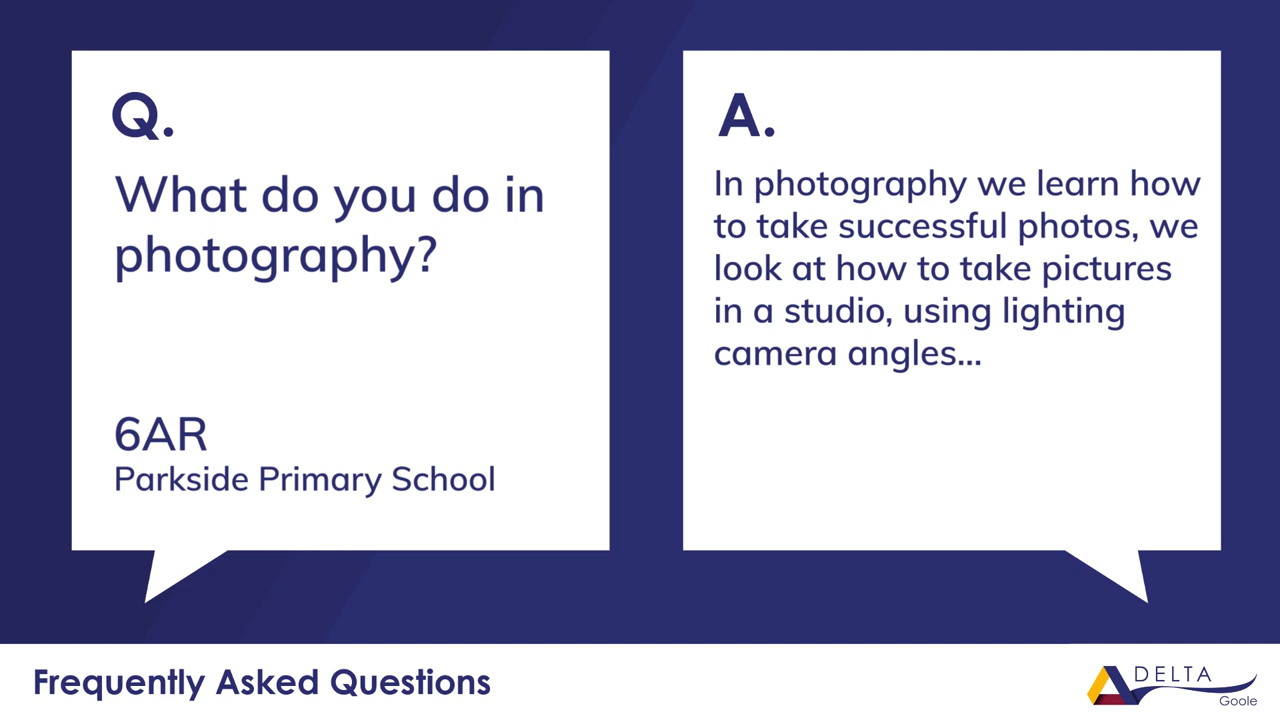 Q.
What do you do in
photography?
6AR
Parkside Primary School
A.
In photography we learn how
to take successful photos, we
look at how to take pictures
in a studio, using lighting
camera angles...
Frequently Asked Questions
DELTA
Goole